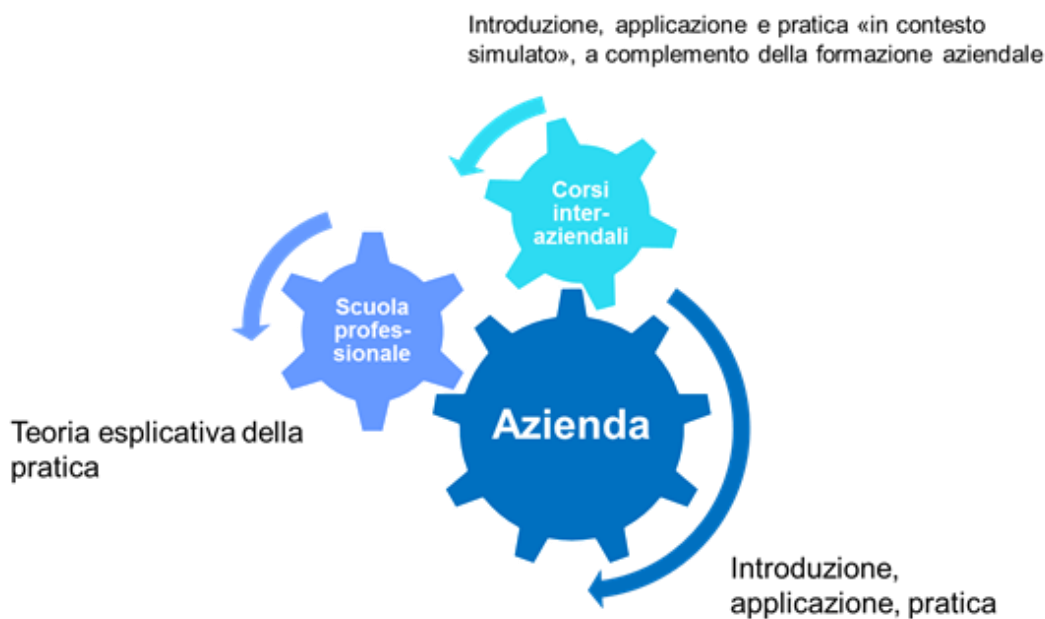 Introduzione, applicazione e pratica «in contesto
simulato», a complemento della formazione aziendale
Corsi
inter-
aziendali
Scuola
profes-
sionale
Azienda
Teoria esplicativa della
pratica
Introduzione,
applicazione, pratica